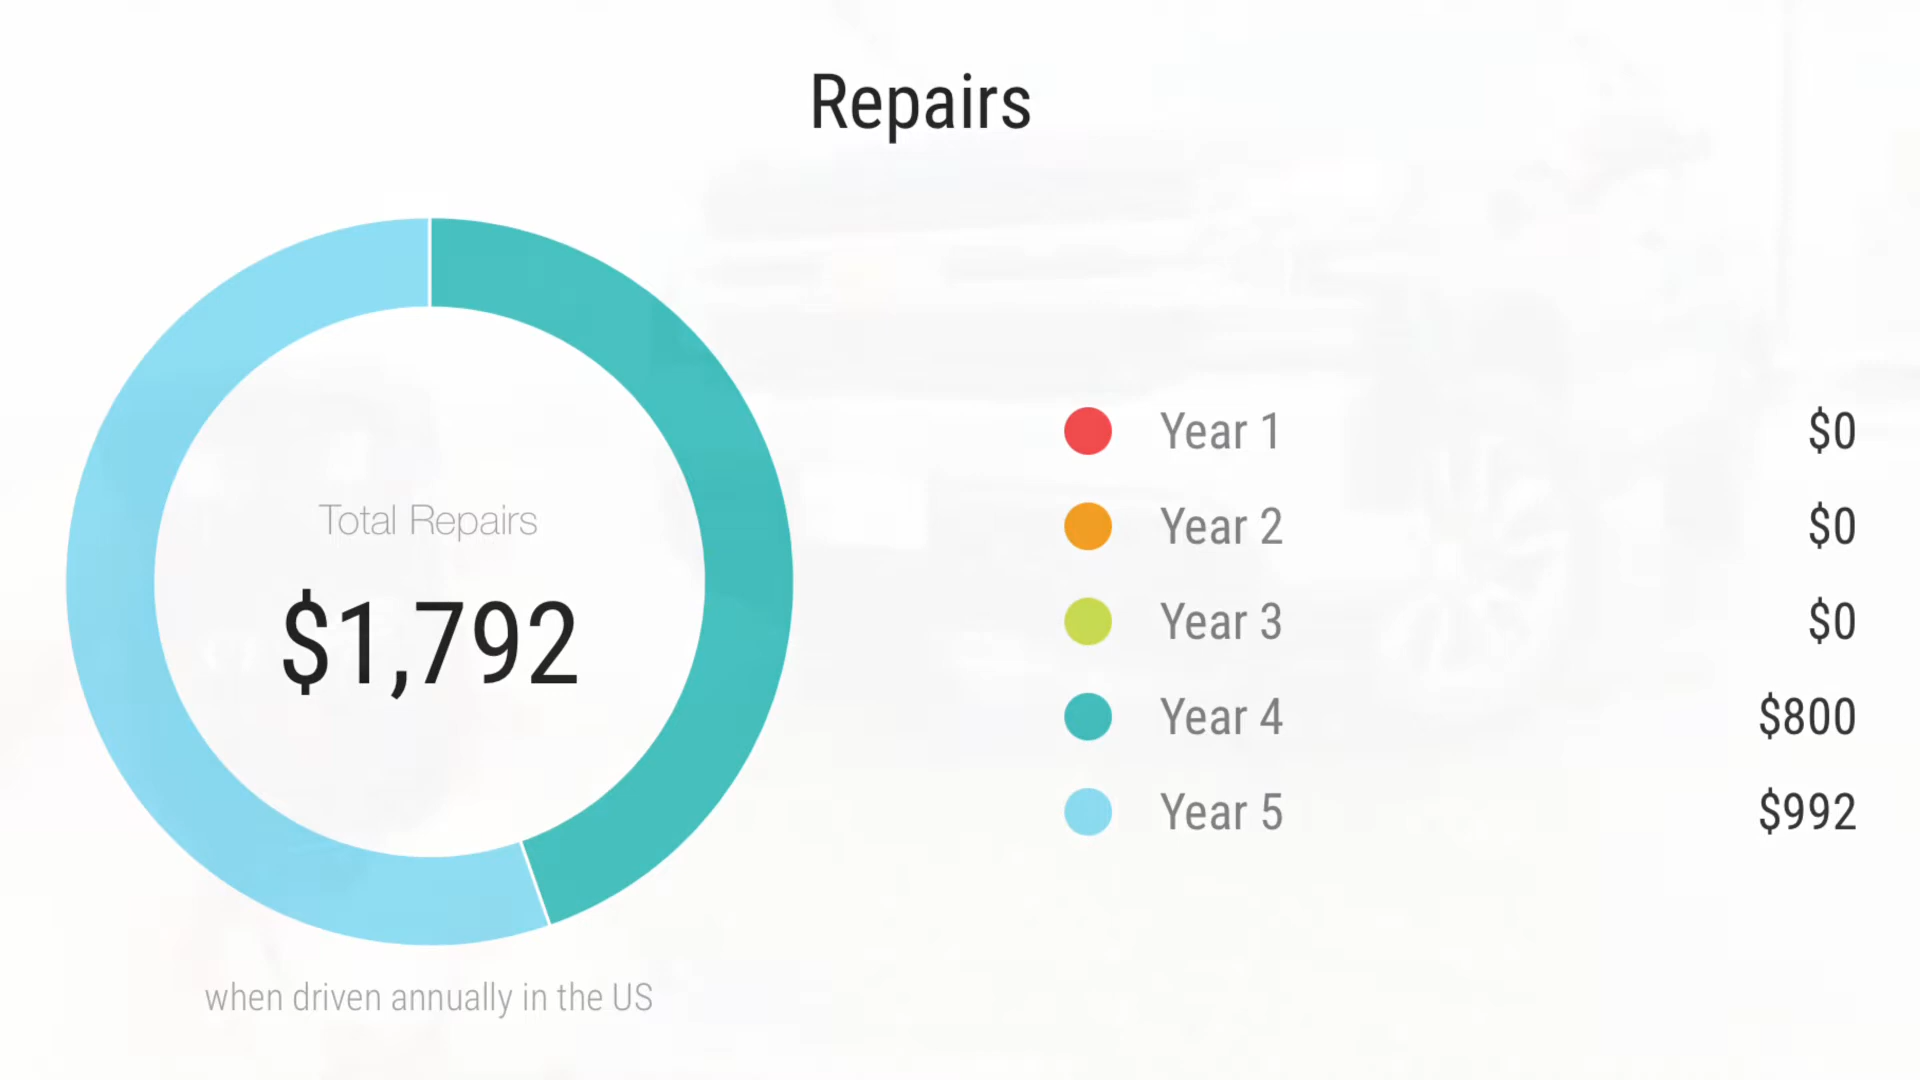 Repairs
Total Repairs
$1,792
when driven annually in the US
Year 1 $0
Year 2 $0
Year 3 $0
Year 4 $800
Year 5 $992